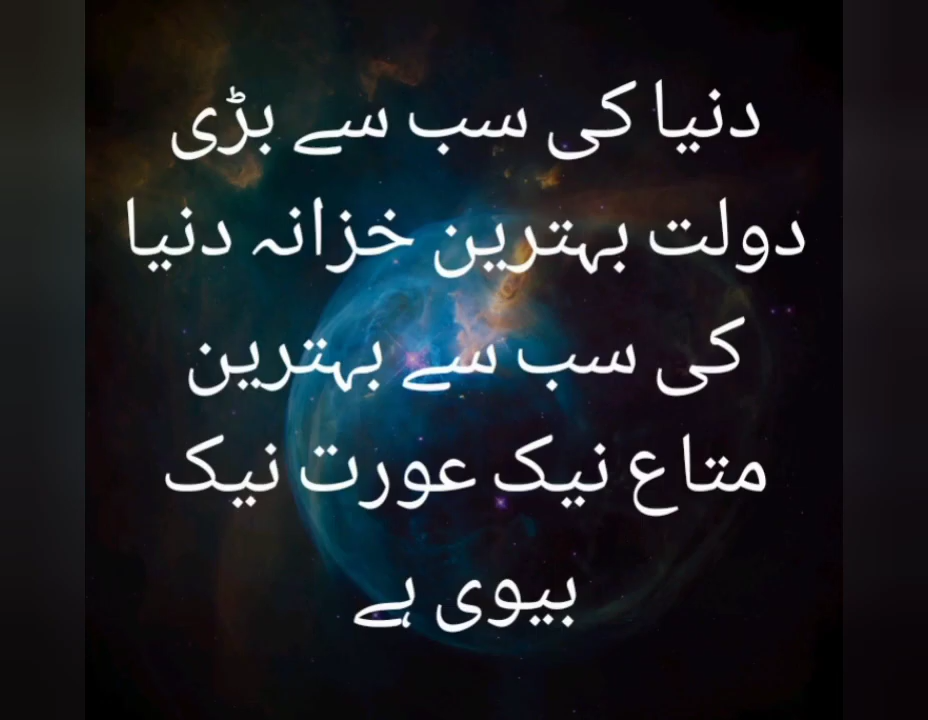 دنیا کی سب سے بڑی
دولت بہترین خزانہ دنیا
کی سب سے بہترین
متاع نیک عورت نیک
بیوی ہے